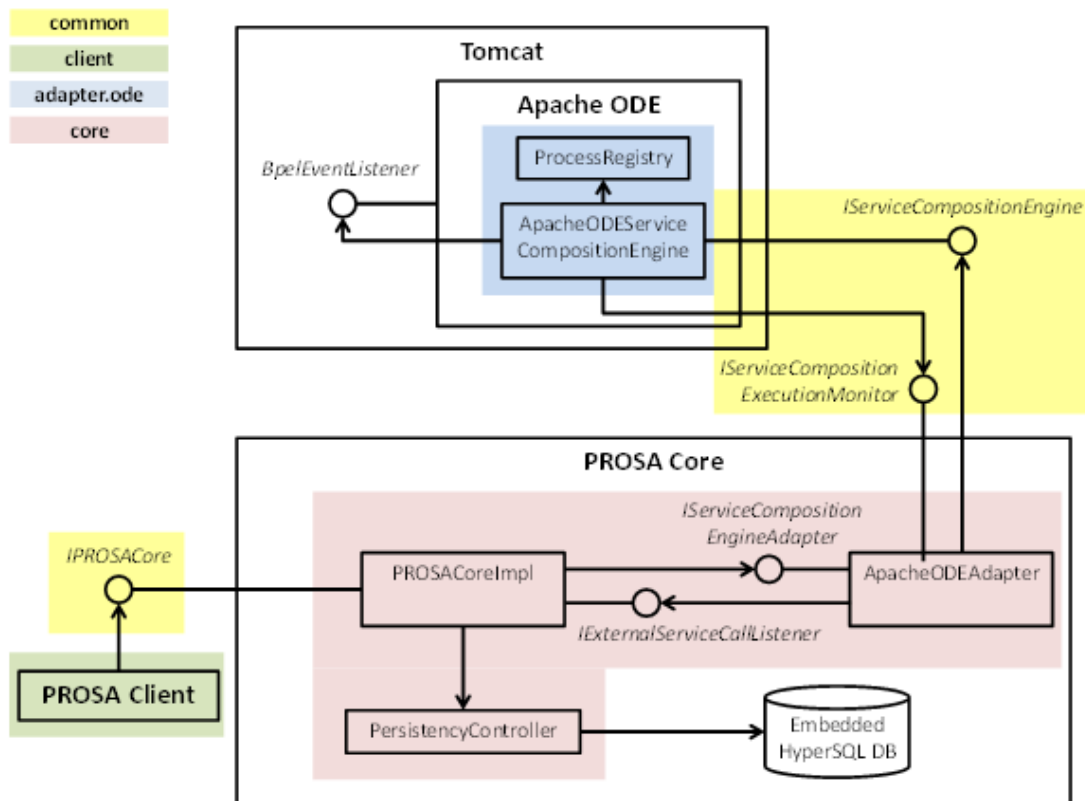 common
client
adapter.ode
core
Tomcat
Apache ODE
ProcessRegistry
BpelEventListener
ApacheODEService
CompositionEngine
IServiceCompositionEngine
IServiceComposition
ExecutionMonitor
PROSA Core
IServiceComposition
EngineAdapter
IPROSACore
PROSACoreImpl
ApacheODEAdapter
IExternalServiceCallListener
PROSA Client
PersistencyController
Embedded
HyperSQL DB